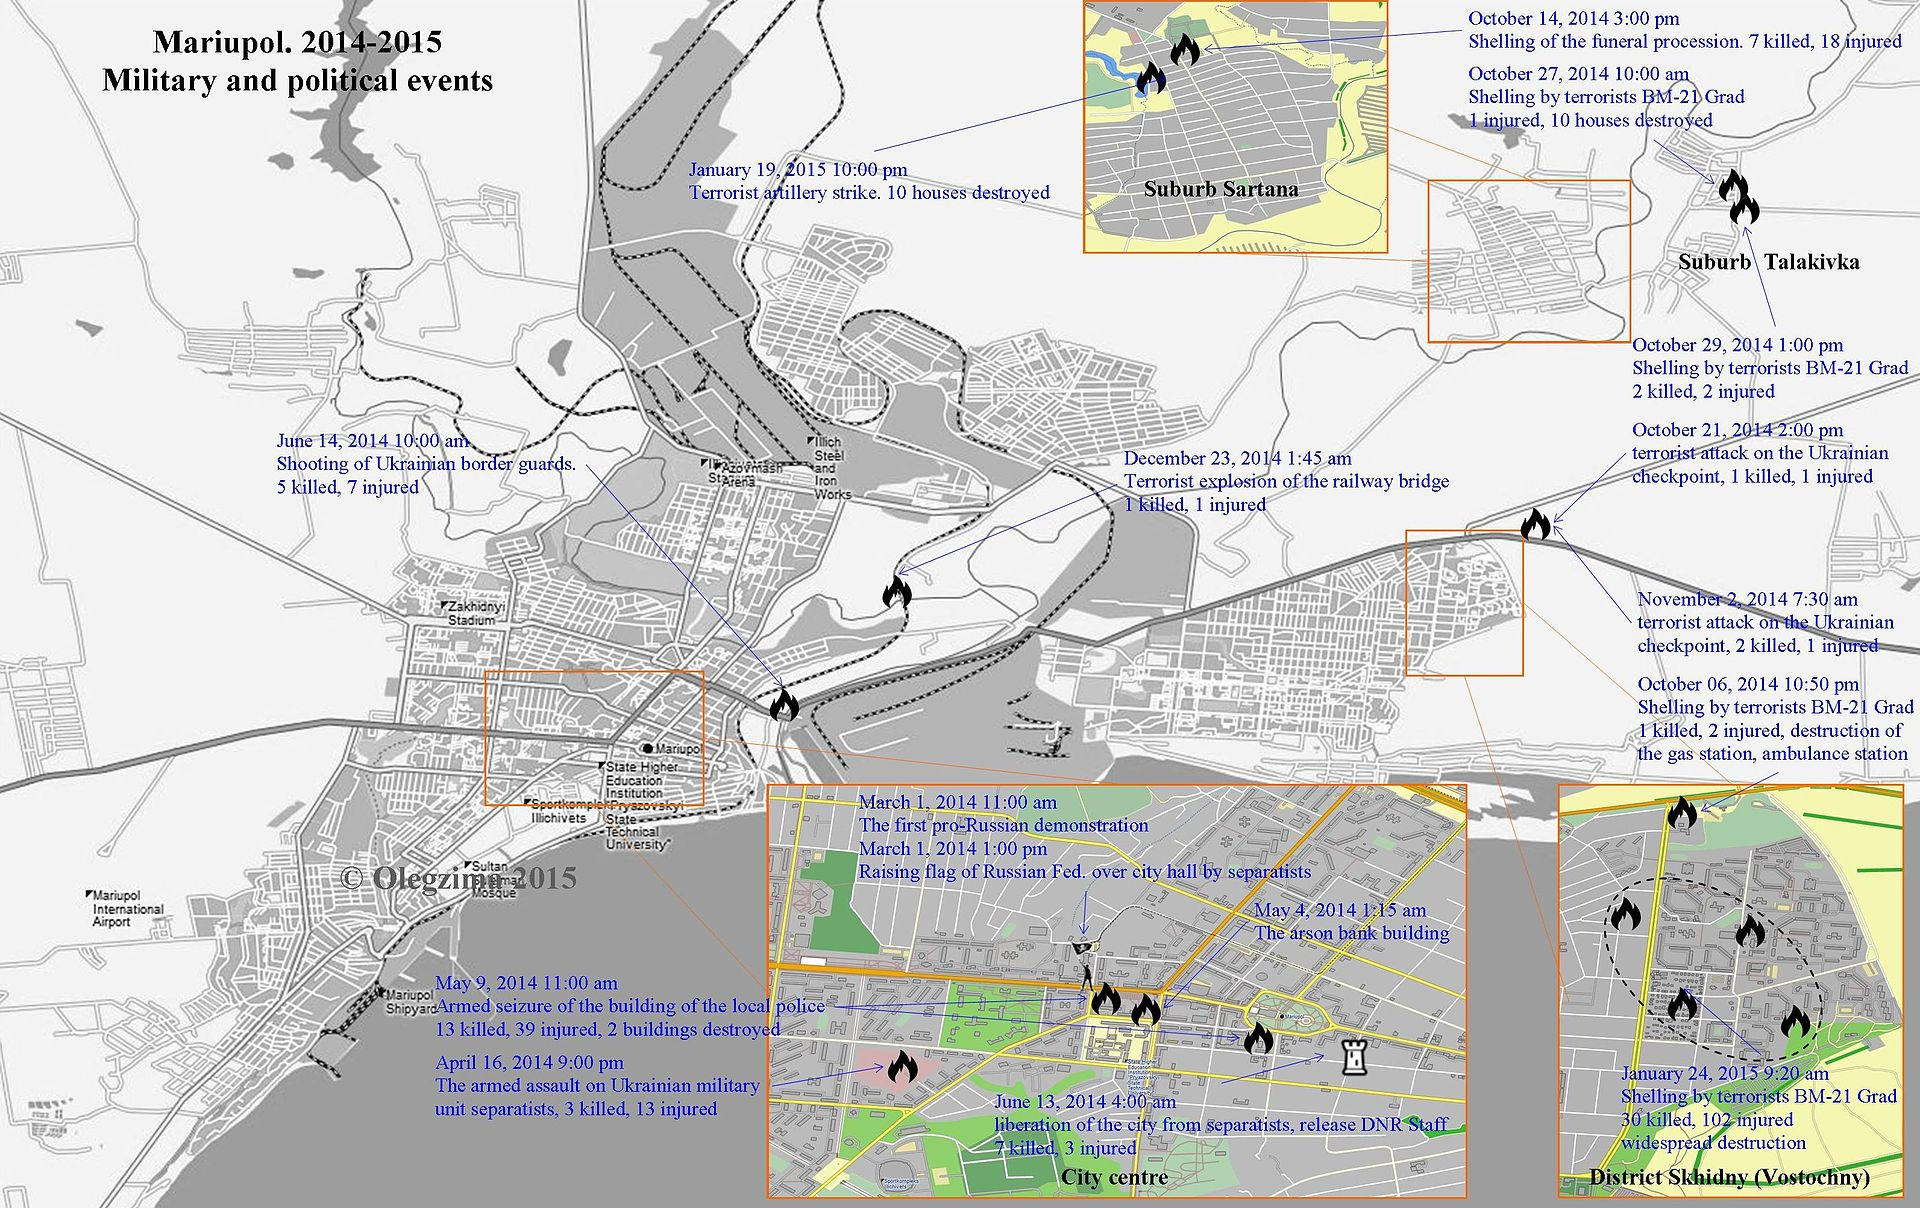 Mariupol. 2014-2015
Military and political events
October 14, 2014 3:00 pm
Shelling of the funeral procession. 7 killed, 18 injured
October 27, 2014 10:00 am
Shelling by terrorists BM-21 Grad
1 injured, 10 houses destroyed
January 19, 2015 10:00 pm
Terrorist artillery strike. 10 houses destroyed
Suburb Sartana
Suburb Talakivka
October 29, 2014 1:00 pm
Shelling by terrorists BM-21 Grad
2 killed, 2 injured
October 21, 2014 2:00 pm
terrorist attack on the Ukrainian
checkpoint, 1 killed, 1 injured
June 14, 2014 10:00 am
Shooting of Ukrainian border guards.
5 killed, 7 injured
Illich
Steel
and
Iron
Works
Azovmash
Arena
December 23, 2014 1:45 am
Terrorist explosion of the railway bridge
1 killed, 1 injured
Zakhidnyi
Stadium
November 2, 2014 7:30 am
terrorist attack on the Ukrainian
checkpoint, 2 killed, 1 injured
October 06, 2014 10:50 pm
Shelling by terrorists BM-21 Grad
1 killed, 2 injured, destruction of
the gas station, ambulance station
Mariupol
State Higher
Education
Institution
"Pryszovskyi
State
Technical
University"
Sportkompleks
Illichivets
Sultan
Mosque
© Olegzima 2015
Mariupol
International
Airport
Mariupol
Shipyard
March 1, 2014 11:00 am
The first pro-Russian demonstration
March 1, 2014 1:00 pm
Raising flag of Russian Fed. over city hall by separatists
May 4, 2014 1:15 am
The arson bank building
May 9, 2014 11:00 am
Armed seizure of the building of the local police
13 killed, 39 injured, 2 buildings destroyed
April 16, 2014 9:00 pm
The armed assault on Ukrainian military
unit separatists, 3 killed, 13 injured
Mariupol
State Higher
Education
Institution
State
Technical
June 13, 2014 4:00 am
liberation of the city from separatists, release DNR Staff
7 killed, 3 injured
Sportkompleks
Illichivets
City centre
January 24, 2015 9:20 am
Shelling by terrorists BM-21 Grad
30 killed, 102 injured
widespread destruction
District Skhidny (Vostochny)